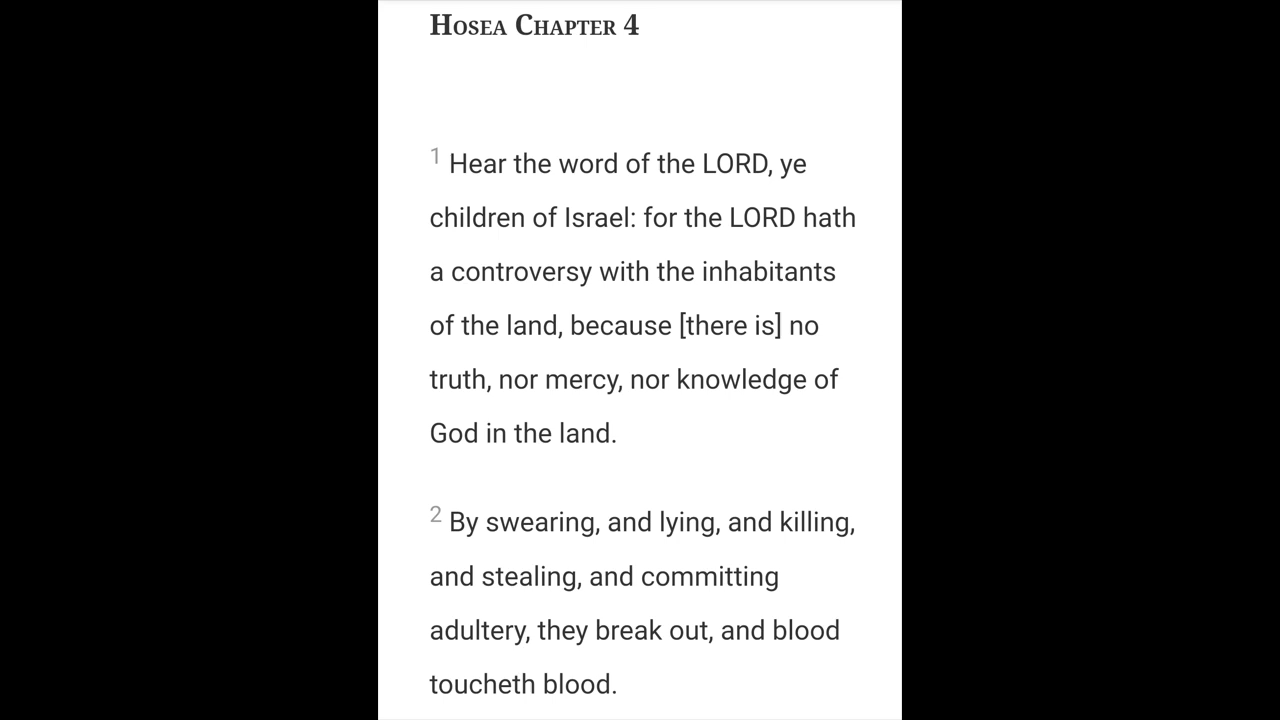 Hosea Chapter 4
1 Hear the word of the LORD, ye
children of Israel: for the LORD hath
a controversy with the inhabitants
of the land, because [there is] no
truth, nor mercy, nor knowledge of
God in the land.
2 By swearing, and lying, and killing,
and stealing, and committing
adultery, they break out, and blood
toucheth blood.